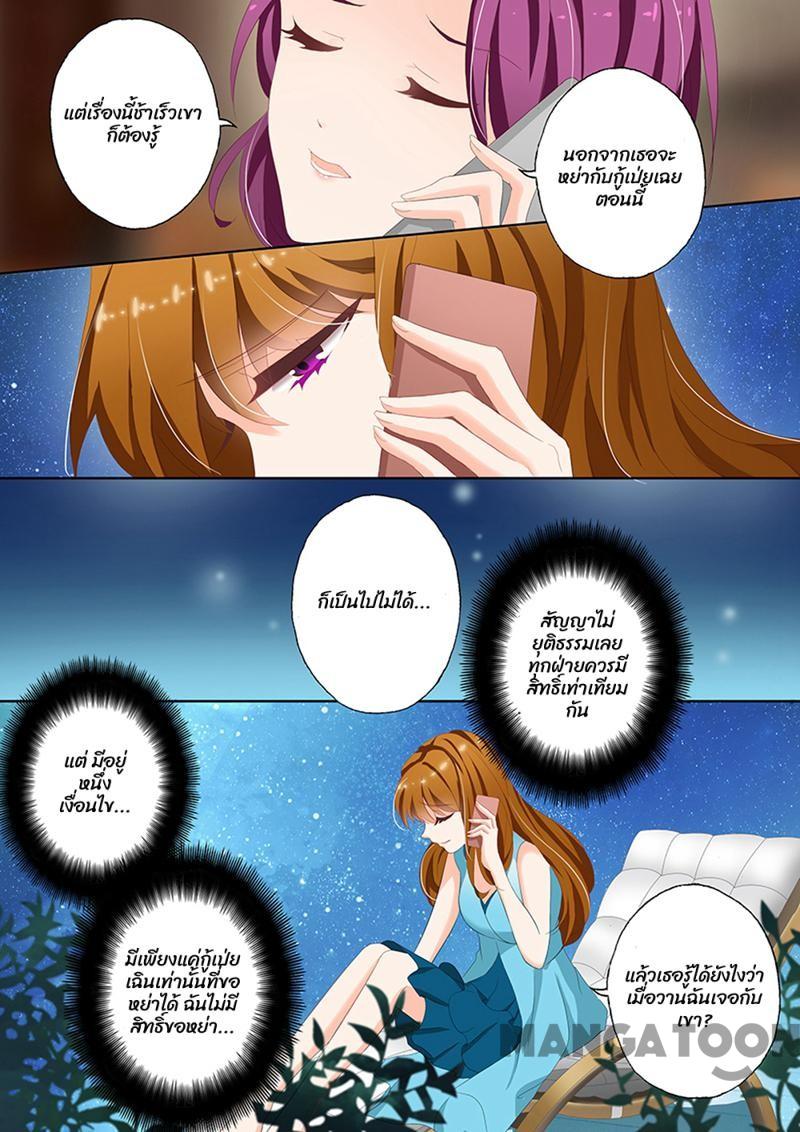 แต่เรื่องนี้ช้าเร็วเขา
ก็ต้องรู้
นอกจากเธอจะ
หย่ากับกู้เป่ยเฉย
ตอนนี้
ก็เป็นไปไม่ได้...
สัญญาไม่
ยุติธรรมเลย
ทุกฝ่ายควรมี
สิทธิ์เท่าเทียม
กัน
แต่ มีอยู่
หนึ่ง
เงื่อนไข...
มีเพียงแค่กู้เป่ย
เฉินเท่านั้นที่ขอ
หย่าได้ ฉันไม่มี
สิทธิ์ขอหย่า...
แล้วเธอรู้ได้ยังไงว่า
เมื่อวานฉันเจอกับ
เขา?
MANGATOON